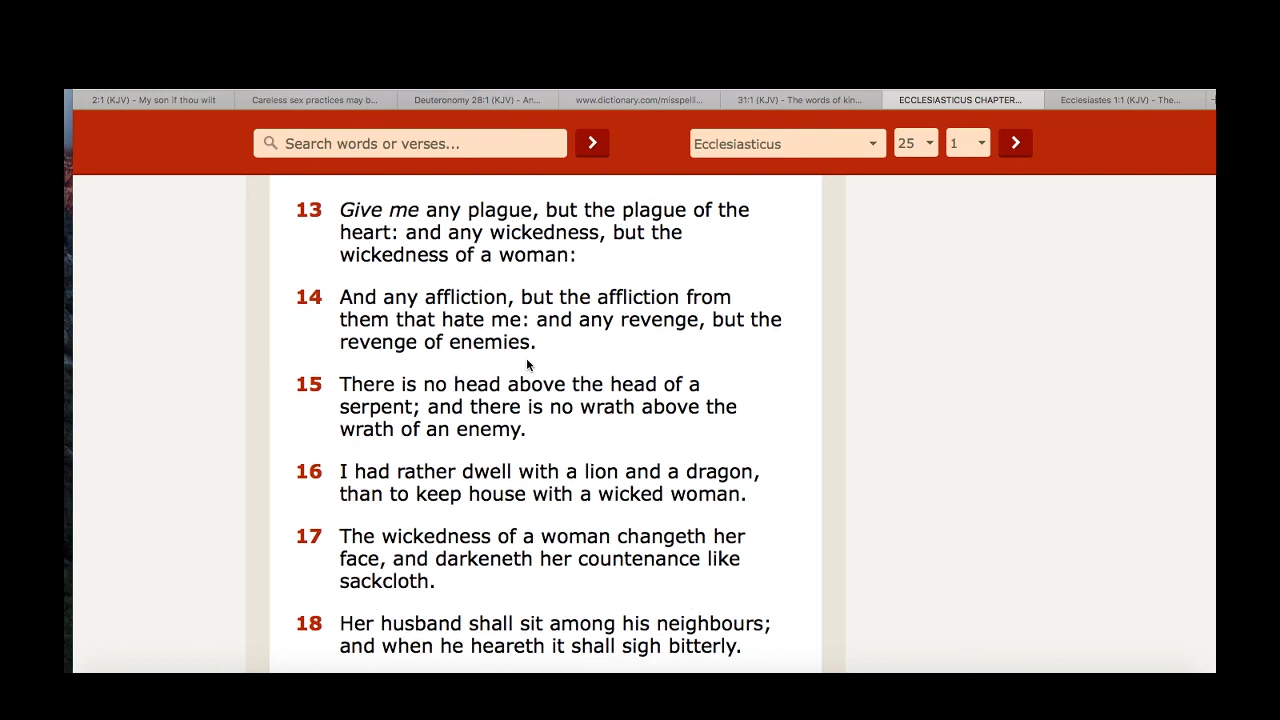 2:1 (KJV) - My son if thou wilt
Careless sex practices may b...
Deuteronomy 28:1 (KJV) - An...
www.dictionary.com/misspelli...
31:1 (KJV) - The words of kin...
ECCLESIASTICUS CHAPTER...
Ecclesiastes 1:1 (KJV) - The...
Search words or verses...
Ecclesiasticus
25
1
13 Give me any plague, but the plague of the
heart: and any wickedness, but the
wickedness of a woman:
14 And any affliction, but the affliction from
them that hate me: and any revenge, but the
revenge of enemies.
15 There is no head above the head of a
serpent; and there is no wrath above the
wrath of an enemy.
16 I had rather dwell with a lion and a dragon,
than to keep house with a wicked woman.
17 The wickedness of a woman changeth her
face, and darkeneth her countenance like
sackcloth.
18 Her husband shall sit among his neighbours;
and when he heareth it shall sigh bitterly.